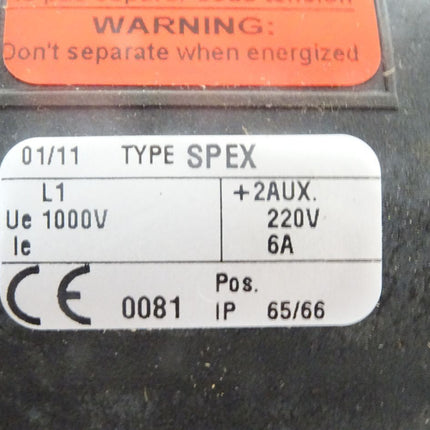 WARNING:
Don't separate when energized
01/11 TYPE SPEX
L1 +2AUX.
Ue 1000V 220V
Ie 6A
CE 0081 Pos.
IP 65/66